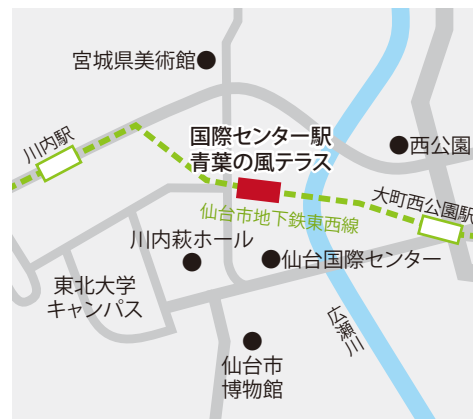 宮城県美術館
川内駅
国際センター駅
青葉の風テラス
西公園
大町西公園駅
仙台市地下鉄東西線
川内萩ホール
仙台国際センター
東北大学
キャンパス
広瀬川
仙台市
博物館